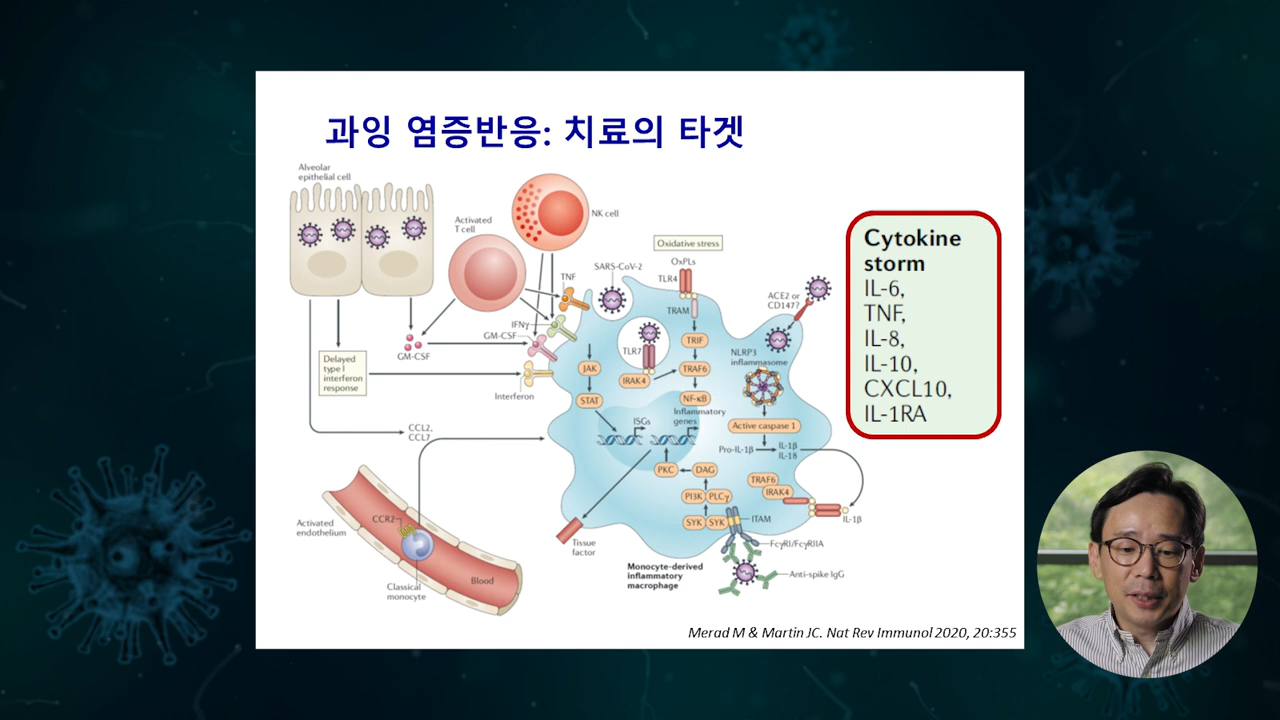 과잉 염증반응: 치료의 타겟
Alveolar
epithelial cell
Activated
T cell
NK cell
Oxidative stress
OxPLs
TLR4
TRAM
TRIF
TRAF6
NF-κB
Inflammatory
genes
TNF
SARS-CoV-2
IFNγ
GM-CSF
GM-CSF
TLR7
IRAK4
JAK
STAT
ISGs
Delayed
type I
interferon
response
Interferon
CCL2,
CCL7
ACE2 or
CD147?
NLRP3
inflammasome
Active caspase 1
Pro-IL-1β
IL-1β
IL-18
PKC
DAG
PI3K
PLCγ
SYK
SYK
ITAM
TRAF6
IRAK4
IL-1β
FcγRI/FcγRIIA
Anti-spike IgG
Tissue
factor
Monocyte-derived
inflammatory
macrophage
Activated
endothelium
CCR2
Classical
monocyte
Blood
Cytokine
storm
IL-6,
TNF,
IL-8,
IL-10,
CXCL10,
IL-1RA
Merad M & Martin JC. Nat Rev Immunol 2020, 20:355